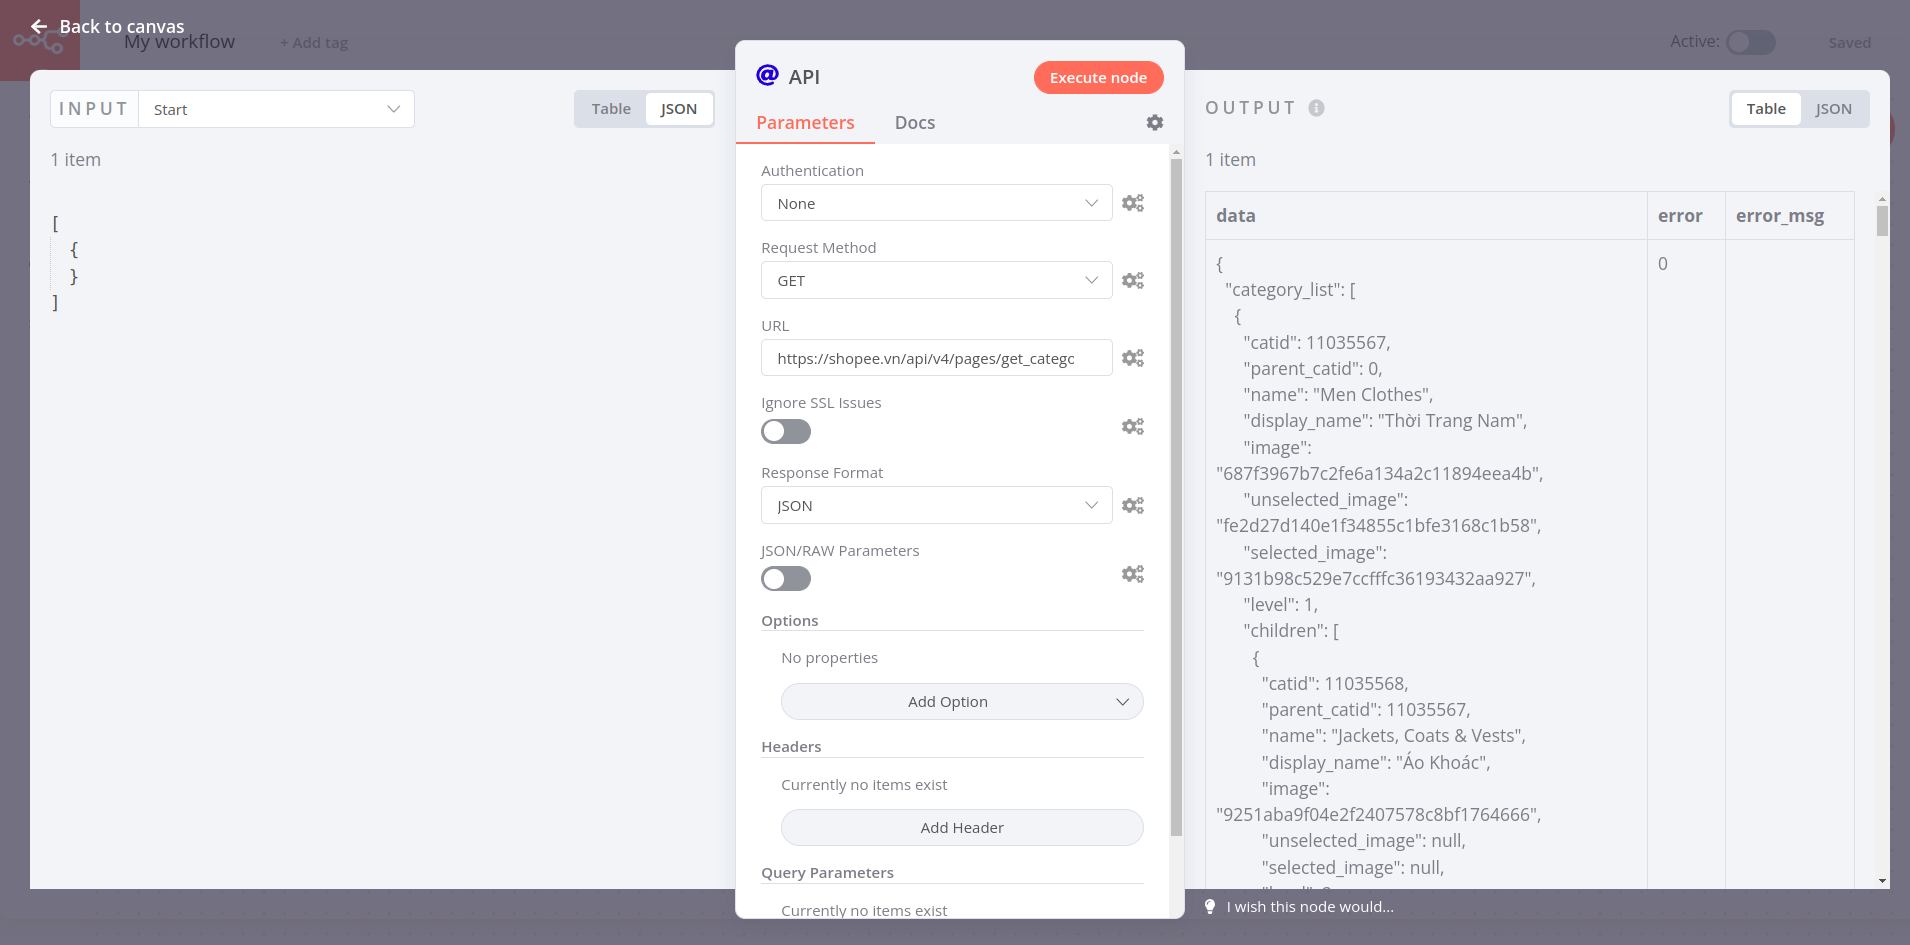 Back to canvas
My workflow
+ Add tag
Active:
Saved
INPUT
Start
Table
JSON
1 item
[
{
}
]
@ API
Execute node
Parameters
Docs
Authentication
None
Request Method
GET
URL
https://shopee.vn/api/v4/pages/get_catego
Ignore SSL Issues
Response Format
JSON
JSON/RAW Parameters
Options
No properties
Add Option
Headers
Currently no items exist
Add Header
Query Parameters
Currently no items exist
OUTPUT
Table
JSON
1 item
data
error
error_msg
{
0
"category_list": [
{
"catid": 11035567,
"parent_catid": 0,
"name": "Men Clothes",
"display_name": "Thời Trang Nam",
"image":
"687f3967b7c2fe6a134a2c11894eea4b",
"unselected_image":
"fe2d27d140e1f34855c1bfe3168c1b58",
"selected_image":
"9131b98c529e7ccfffc36193432aa927",
"level": 1,
"children": [
{
"catid": 11035568,
"parent_catid": 11035567,
"name": "Jackets, Coats & Vests",
"display_name": "Áo Khoác",
"image":
"9251aba9f04e2f2407578c8bf1764666",
"unselected_image": null,
"selected_image": null,
I wish this node would...